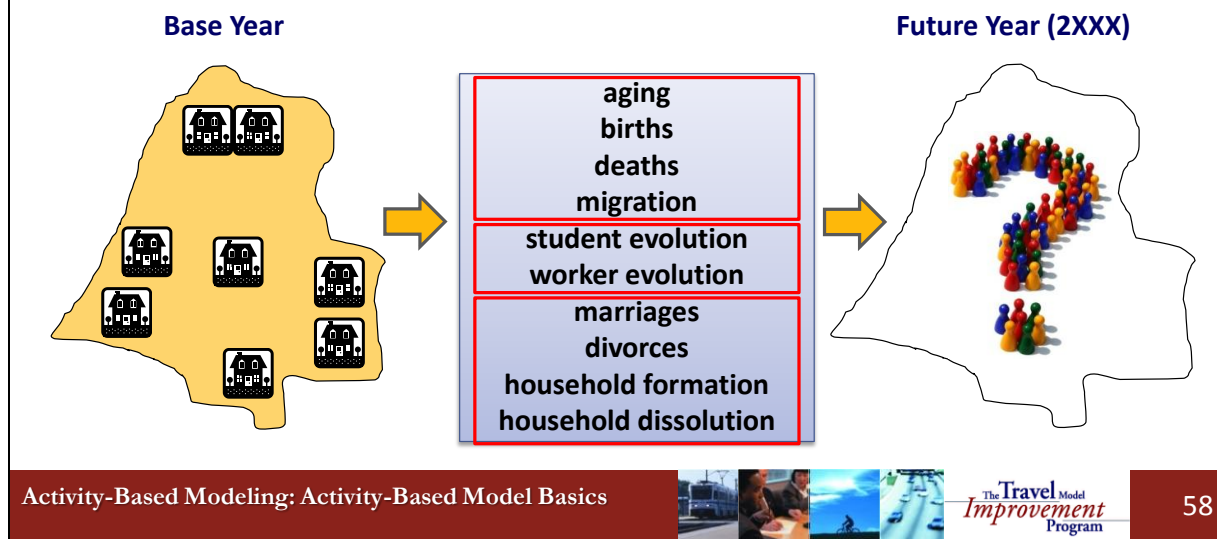 Base Year
Future Year (2XXX)
aging
births
deaths
migration
student evolution
worker evolution
marriages
divorces
household formation
household dissolution
Activity-Based Modeling: Activity-Based Model Basics
The Travel Model
Improvement
Program
58